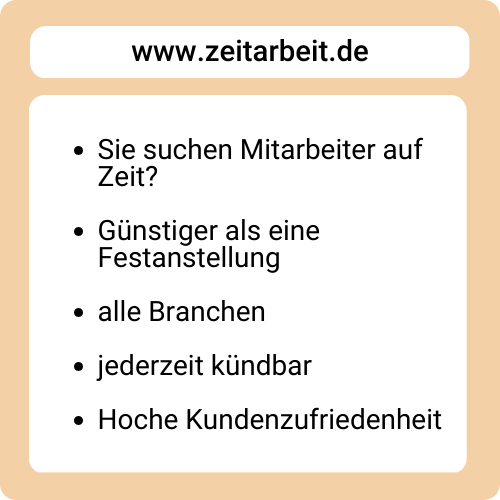 www.zeitarbeit.de
• Sie suchen Mitarbeiter auf
Zeit?
• Günstiger als eine
Festanstellung
• alle Branchen
• jederzeit kündbar
• Hoche Kundenzufriedenheit